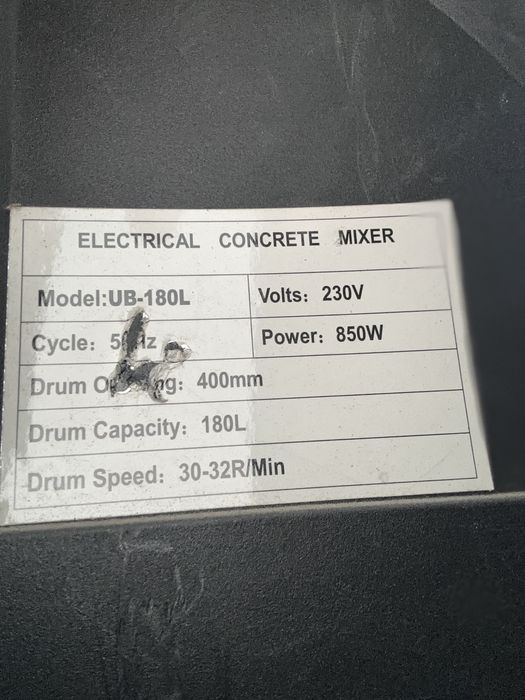 ELECTRICAL CONCRETE MIXER
Model:UB-180L Volts: 230V
Cycle: Power: 850W
Drum 400mm
Drum Capacity: 180L
Drum Speed: 30-32R/Min